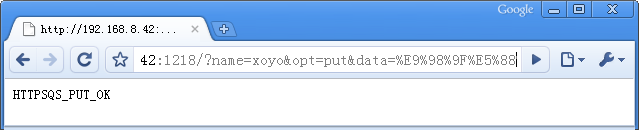 Google
http://192.168.8.42:...
42:1218/?name=xoyo&opt=put&data=%E9%98%9F%E5%88
HTTPSQS_PUT_OK